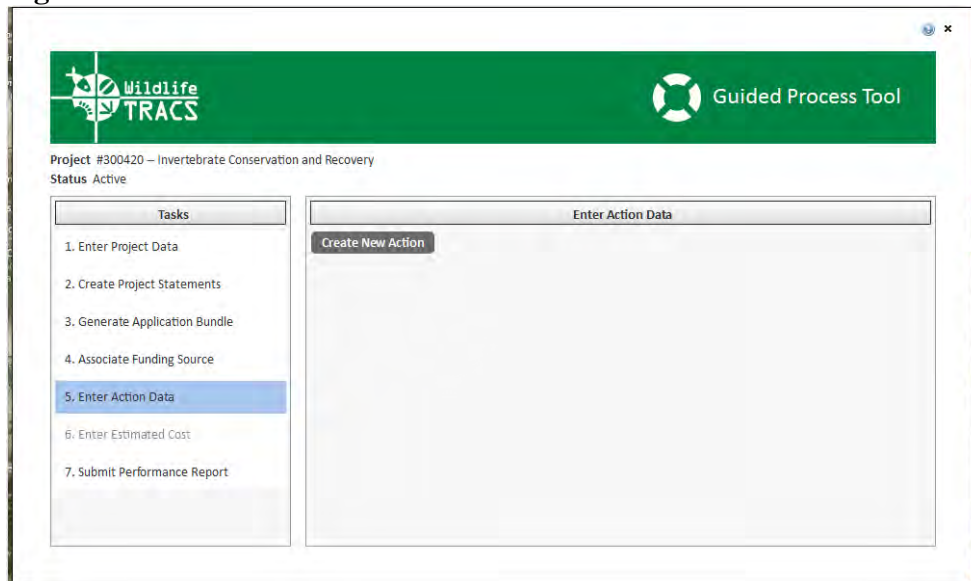 Wildlife
TRACS
Guided Process Tool
Project #300420 – Invertebrate Conservation and Recovery
Status Active
Tasks
1. Enter Project Data
2. Create Project Statements
3. Generate Application Bundle
4. Associate Funding Source
5. Enter Action Data
6. Enter Estimated Cost
7. Submit Performance Report
Enter Action Data
Create New Action